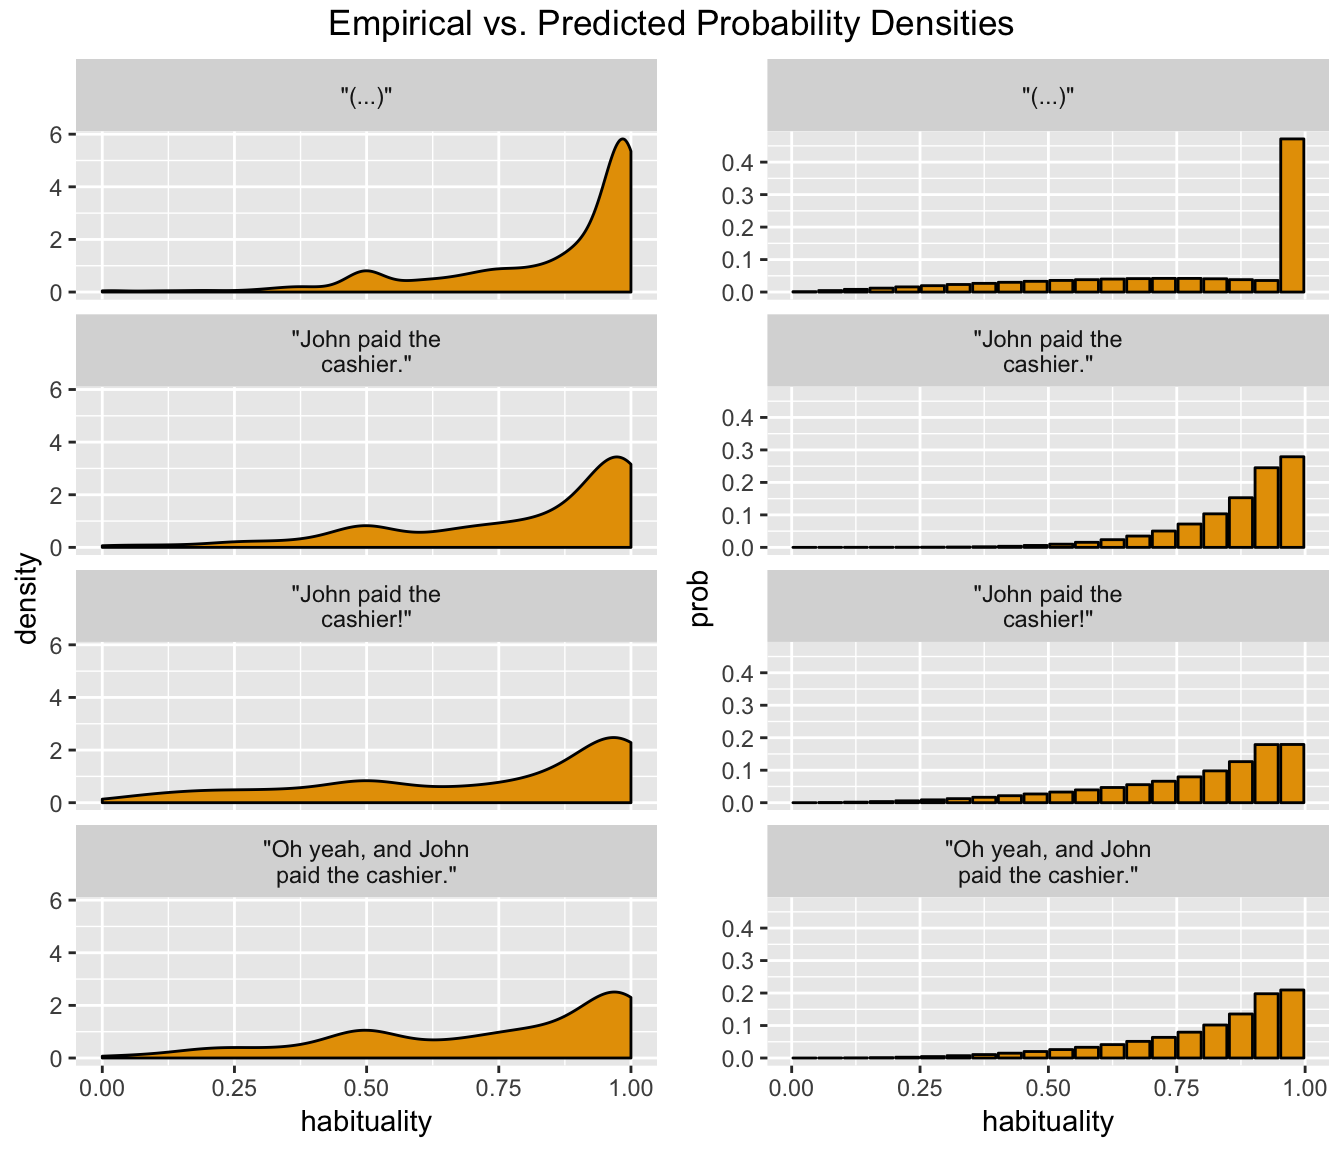 Empirical vs. Predicted Probability Densities
"(...)"
6
4
2
0
"John paid the
cashier."
6
4
2
0
"John paid the
cashier!"
6
4
2
0
"Oh yeah, and John
paid the cashier."
6
4
2
0
0.00 0.25 0.50 0.75 1.00
habituality
density
"(...)"
0.4
0.3
0.2
0.1
0.0
"John paid the
cashier."
0.4
0.3
0.2
0.1
0.0
"John paid the
cashier!"
0.4
0.3
0.2
0.1
0.0
"Oh yeah, and John
paid the cashier."
0.4
0.3
0.2
0.1
0.0
0.00 0.25 0.50 0.75 1.00
habituality
prob